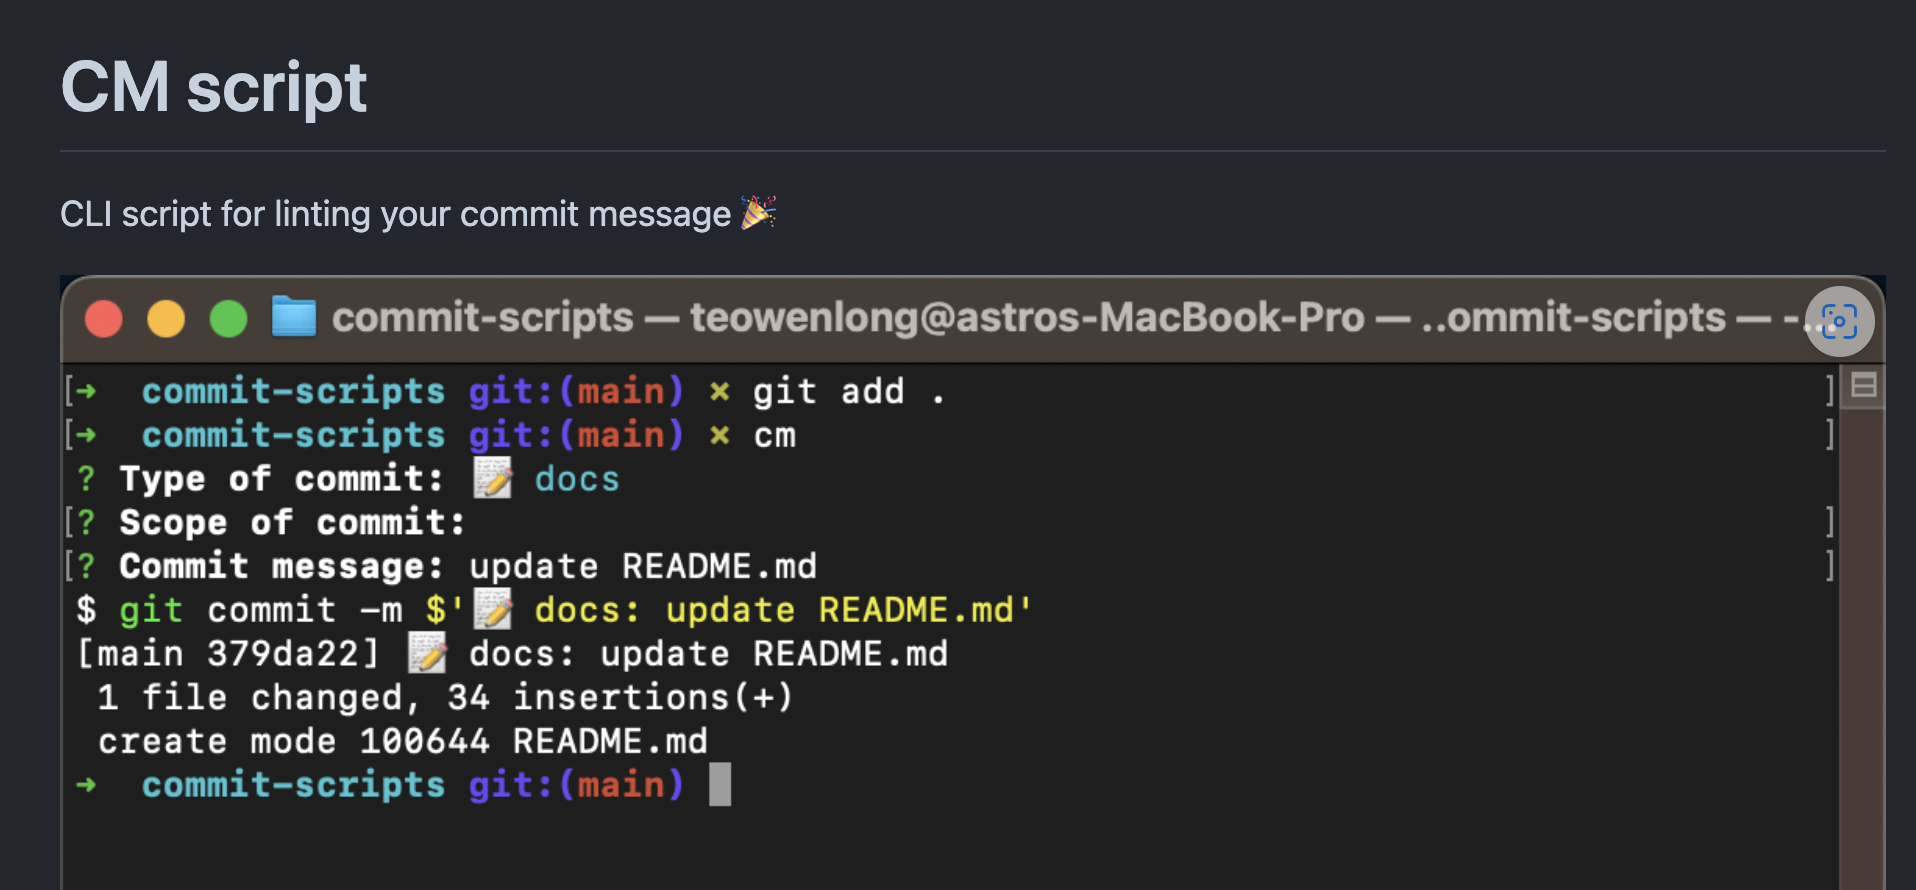 CM script
CLI script for linting your commit message 🎉
commit-scripts — teowenlong@astros-MacBook-Pro — ..ommit-scripts — -...
[➜ commit-scripts git:(main) × git add . ]
[➜ commit-scripts git:(main) × cm ]
? Type of commit: 📝 docs
[? Scope of commit: ]
[? Commit message: update README.md ]
$ git commit -m $'📝 docs: update README.md'
[main 379da22] 📝 docs: update README.md
1 file changed, 34 insertions(+)
create mode 100644 README.md
➜ commit-scripts git:(main)